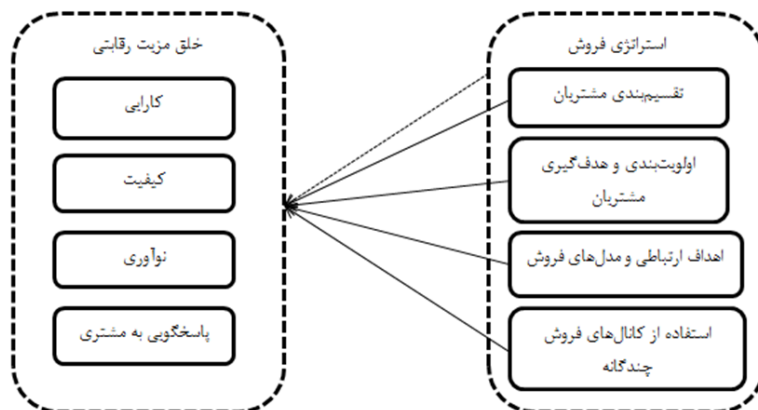 استراتژی فروش
تقسیم‌بندی مشتریان
اولویت‌بندی و هدف‌گیری
مشتریان
اهداف ارتباطی و مدل‌های فروش
استفاده از کانال‌های فروش
چندگانه
خلق مزیت رقابتی
کارایی
کیفیت
نوآوری
پاسخگویی به مشتری